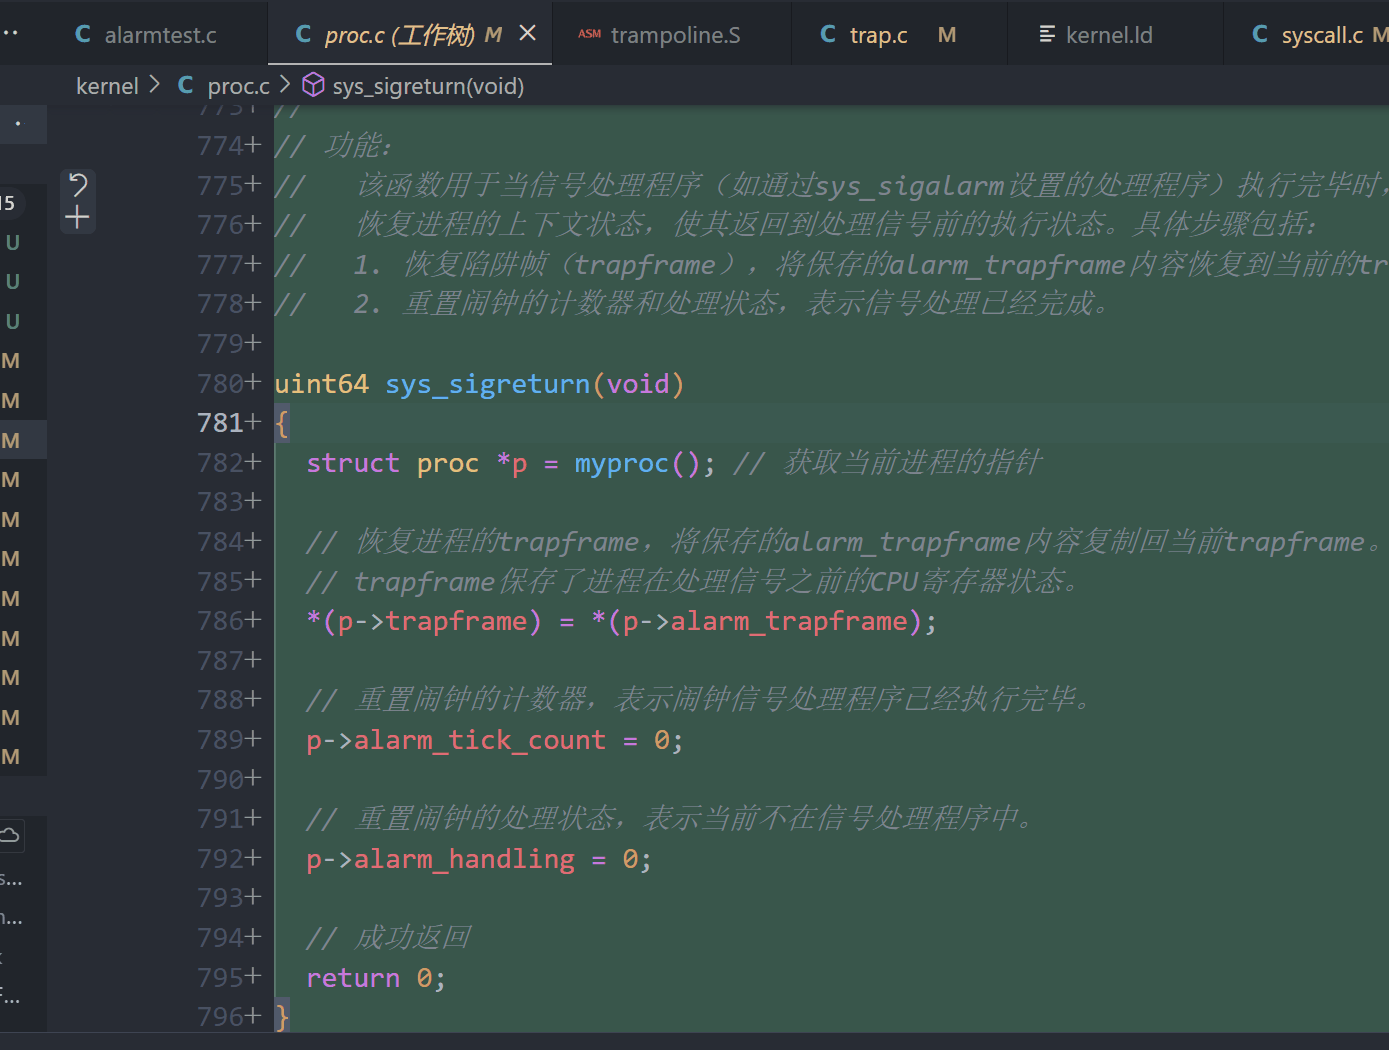 C alarmtest.c C proc.c (工作树) M × ASM trampoline.S C trap.c M kernel.ld C syscall.c M
kernel > C proc.c > sys_sigreturn(void)
773+ //
774+ // 功能：
775+ //   该函数用于当信号处理程序（如通过sys_sigalarm设置的处理程序）执行完毕时，
776+ //   恢复进程的上下文状态，使其返回到处理信号前的执行状态。具体步骤包括：
777+ //   1. 恢复陷阱帧（trapframe），将保存的alarm_trapframe内容恢复到当前的tr
778+ //   2. 重置闹钟的计数器和处理状态，表示信号处理已经完成。
779+
780+ uint64 sys_sigreturn(void)
781+ {
782+   struct proc *p = myproc(); // 获取当前进程的指针
783+
784+   // 恢复进程的trapframe，将保存的alarm_trapframe内容复制回当前trapframe。
785+   // trapframe保存了进程在处理信号之前的CPU寄存器状态。
786+   *(p->trapframe) = *(p->alarm_trapframe);
787+
788+   // 重置闹钟的计数器，表示闹钟信号处理程序已经执行完毕。
789+   p->alarm_tick_count = 0;
790+
791+   // 重置闹钟的处理状态，表示当前不在信号处理程序中。
792+   p->alarm_handling = 0;
793+
794+   // 成功返回
795+   return 0;
796+ }
15
U
U
U
M
M
M
M
M
M
M
M
M
M
M
s...